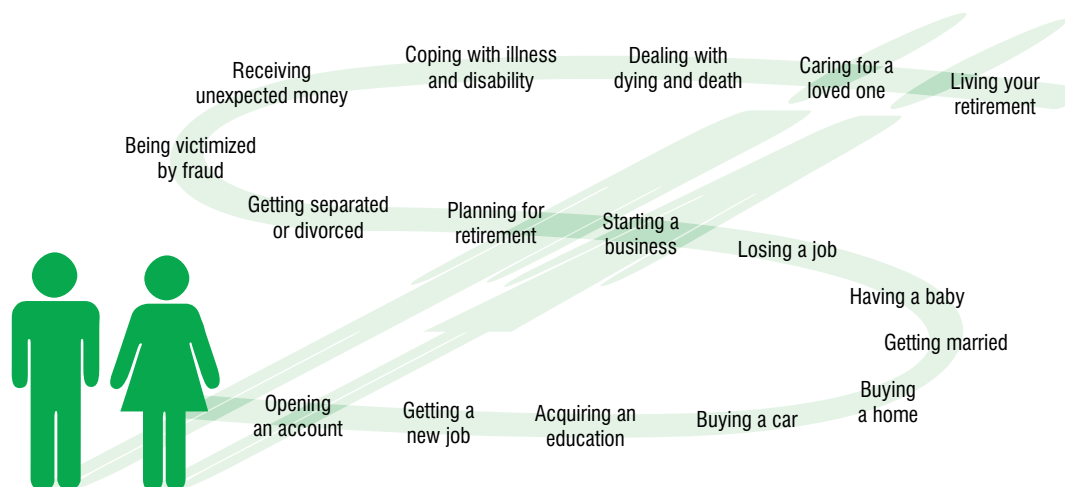 Receiving
unexpected money
Coping with illness
and disability
Dealing with
dying and death
Caring for a
loved one
Living your
retirement
Being victimized
by fraud
Getting separated
or divorced
Planning for
retirement
Starting a
business
Losing a job
Having a baby
Getting married
Buying
a home
Opening
an account
Getting a
new job
Acquiring an
education
Buying a car